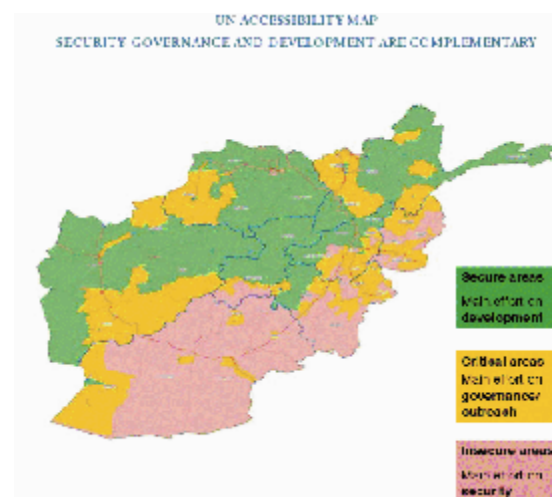 UN ACCESSIBILITY MAP
SECURITY GOVERNANCE AND DEVELOPMENT ARE COMPLEMENTARY
Secure areas
Main effort on
development
Critical areas
Main effort on
governance/
outreach
Insecure areas
Main effort on
security